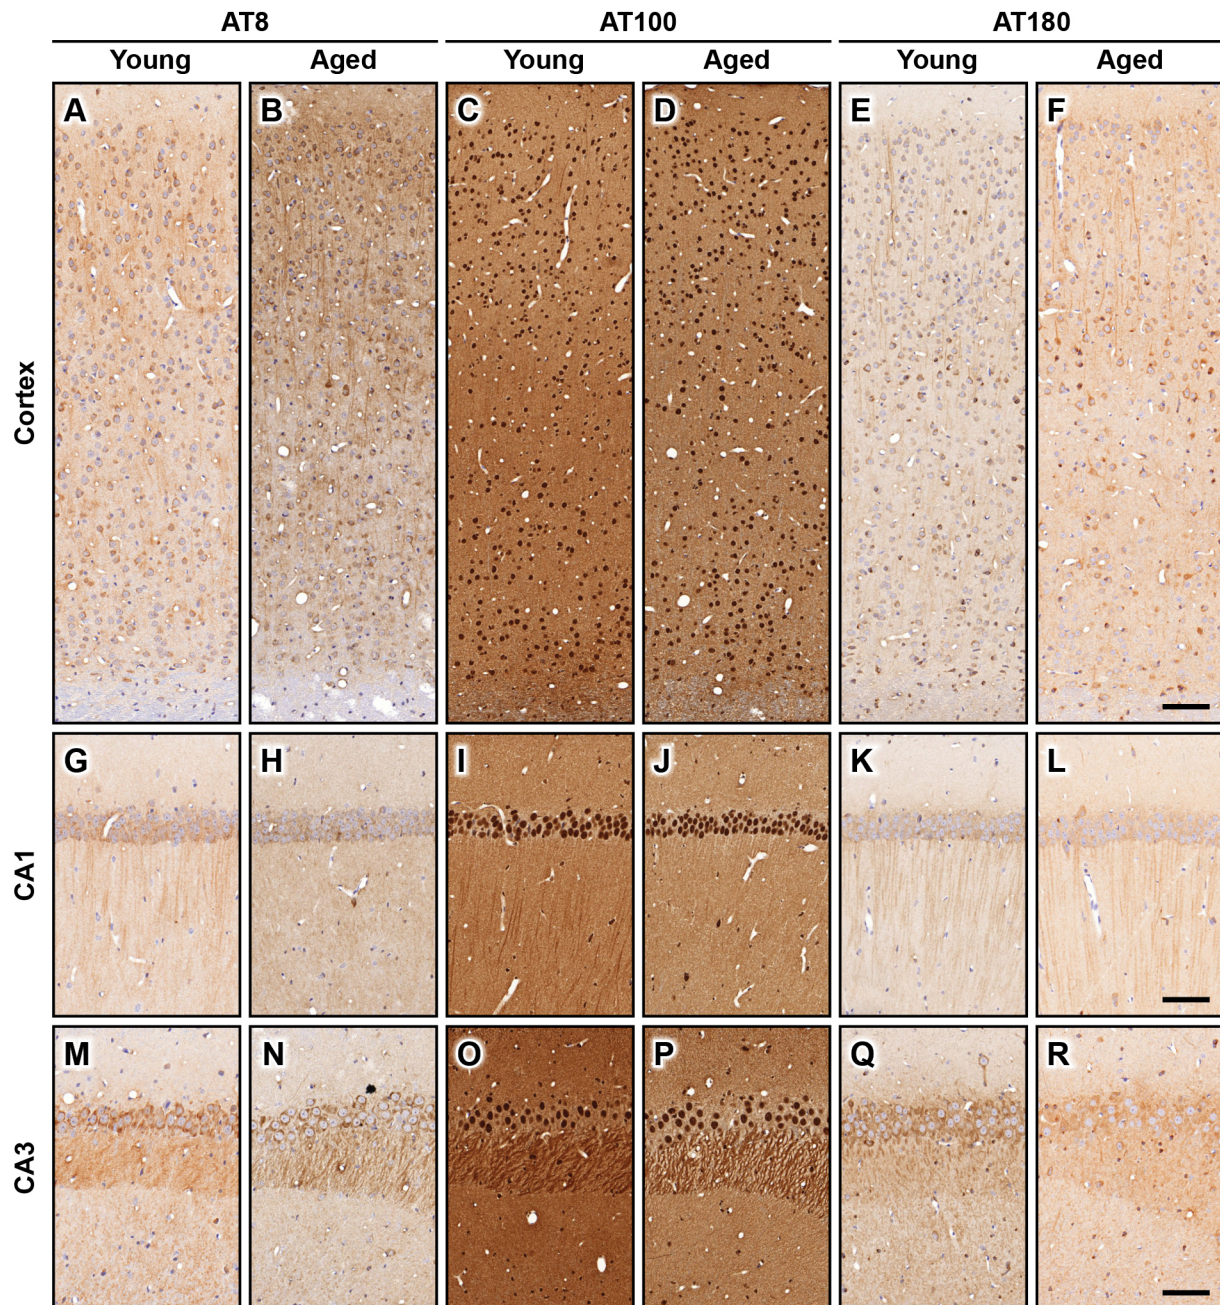 AT8 AT100 AT180
Young Aged Young Aged Young Aged
Cortex
A B C D E F
CA1
G H I J K L
CA3
M N O P Q R